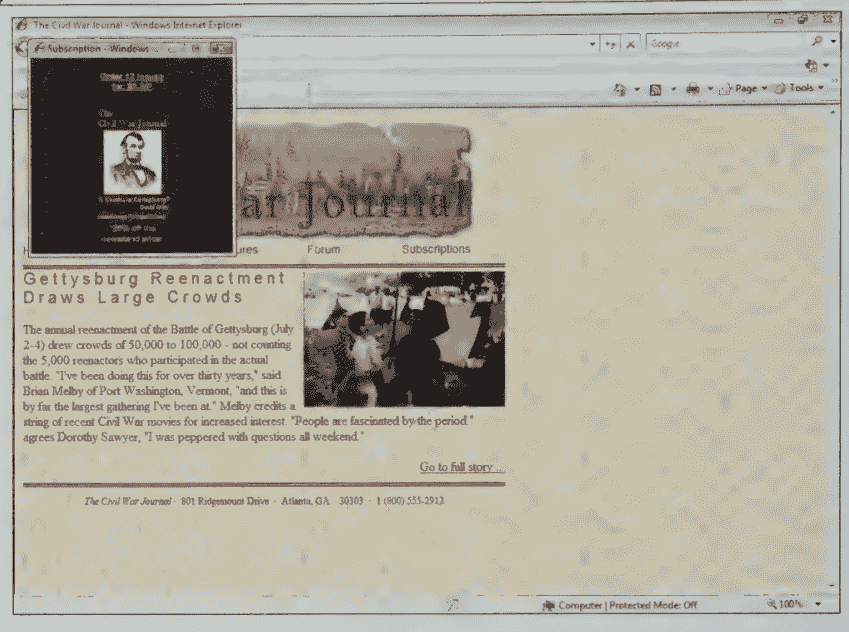 The Civil War Journal - Windows Internet Explorer
Subscription - Windows ...
Google
Page
Tools
The
Civil War Journal
ar Journal
ures
Forum
Subscriptions
Gettysburg Reenactment
Draws Large Crowds
The annual reenactment of the Battle of Gettysburg (July
2-4) drew crowds of 50,000 to 100,000 - not counting
the 5,000 reenactors who participated in the actual
battle. "I've been doing this for over thirty years," said
Brian Melby of Port Washington, Vermont, "and this is
by far the largest gathering I've been at." Melby credits a
string of recent Civil War movies for increased interest. "People are fascinated by the period."
agrees Dorothy Sawyer, "I was peppered with questions all weekend."
Go to full story ...
The Civil War Journal · 801 Ridgemount Drive · Atlanta, GA 30303 · 1 (800) 555-2912
Computer | Protected Mode: Off
100%